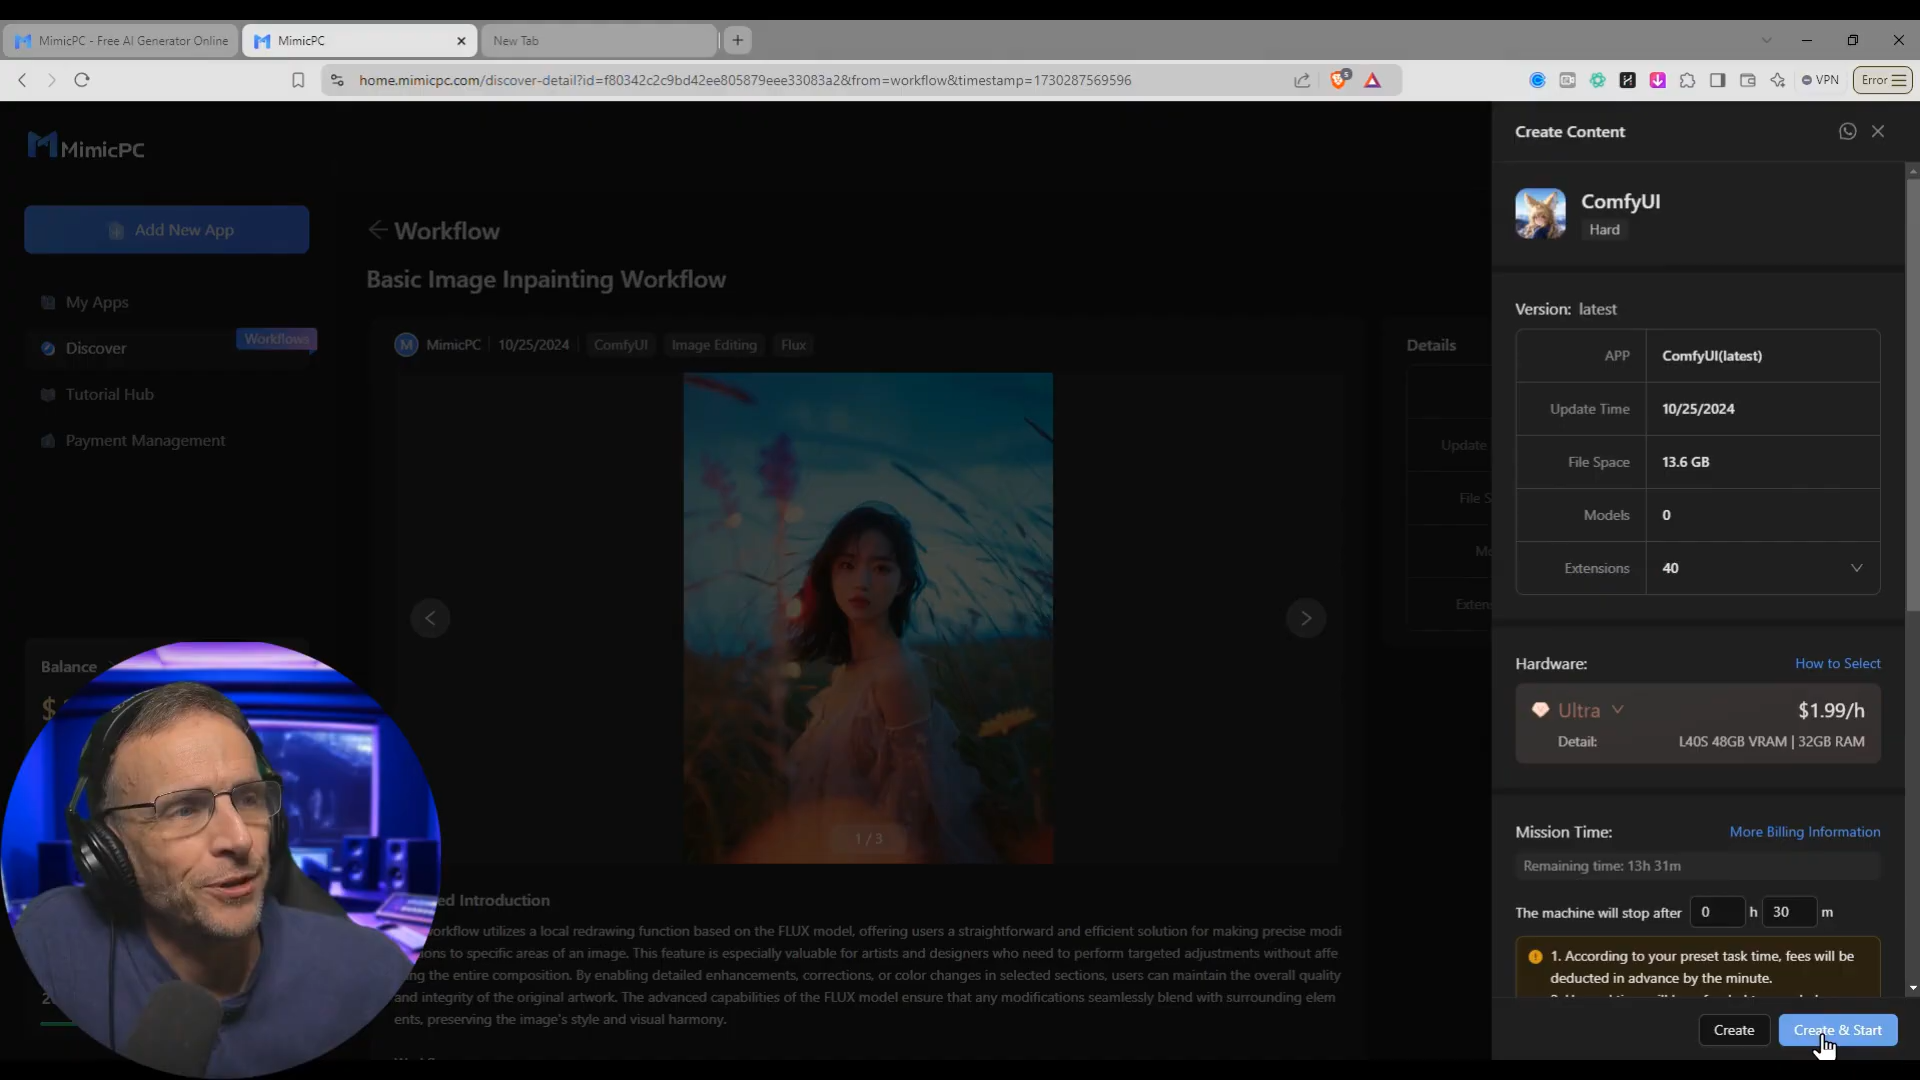 MimicPC - Free AI Generator Online
MimicPC
New Tab
home.mimicpc.com/discover-detail?id=f80342c2c9bd42ee805879eee33083a2&from=workflow&timestamp=1730287569596
5
VPN
Error
MimicPC
Add New App
My Apps
Discover
Workflows
Tutorial Hub
Payment Management
Balance
$
Workflow
Basic Image Inpainting Workflow
M MimicPC 10/25/2024 ComfyUI Image Editing Flux
1 / 3
ed Introduction
workflow utilizes a local redrawing function based on the FLUX model, offering users a straightforward and efficient solution for making precise modi
ions to specific areas of an image. This feature is especially valuable for artists and designers who need to perform targeted adjustments without affe
ng the entire composition. By enabling detailed enhancements, corrections, or color changes in selected sections, users can maintain the overall quality
and integrity of the original artwork. The advanced capabilities of the FLUX model ensure that any modifications seamlessly blend with surrounding elem
ents, preserving the image's style and visual harmony.
Details
Update
File S
Mo
Exten
Create Content
ComfyUI
Hard
Version: latest
APP ComfyUI(latest)
Update Time 10/25/2024
File Space 13.6 GB
Models 0
Extensions 40
Hardware: How to Select
Ultra $1.99/h
Detail: L40S 48GB VRAM | 32GB RAM
Mission Time: More Billing Information
Remaining time: 13h 31m
The machine will stop after 0 h 30 m
1. According to your preset task time, fees will be
deducted in advance by the minute.
Create
Create & Start